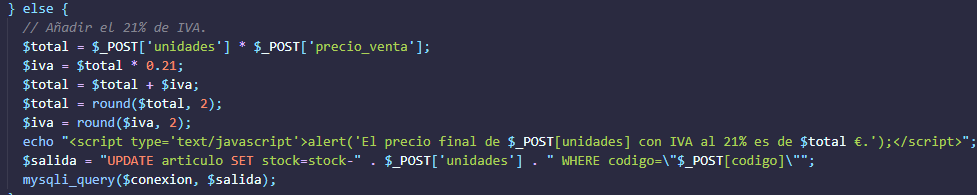 } else {
// Añadir el 21% de IVA.
$total = $_POST['unidades'] * $_POST['precio_venta'];
$iva = $total * 0.21;
$total = $total + $iva;
$total = round($total, 2);
$iva = round($iva, 2);
echo "<script type='text/javascript'>alert('El precio final de $_POST[unidades] con IVA al 21% es de $total €.');</script>";
$salida = "UPDATE articulo SET stock=stock-" . $_POST['unidades'] . " WHERE codigo=\"$_POST[codigo]\"";
mysqli_query($conexion, $salida);